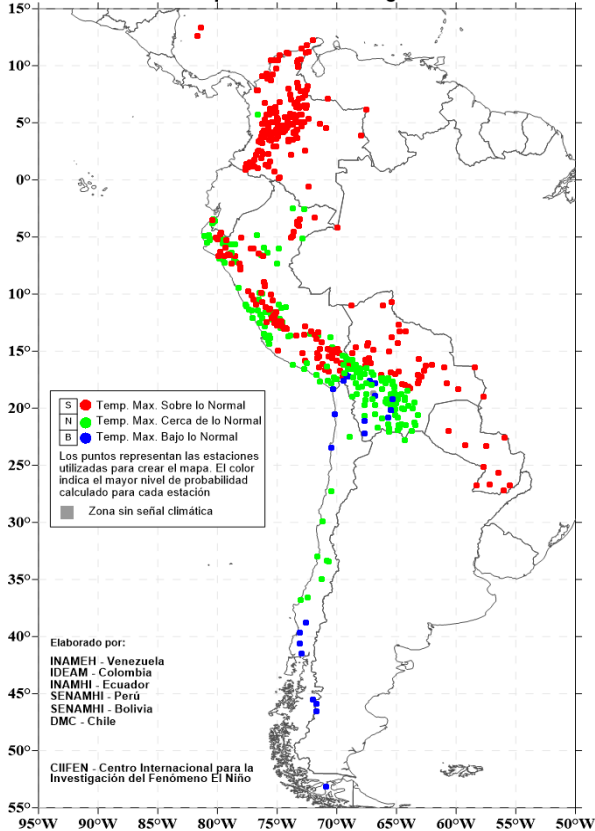 15°
10°
5°
0°
5°
10°
15°
20°
25°
30°
35°
40°
45°
50°
55°
S Temp. Max. Sobre lo Normal
N Temp. Max. Cerca de lo Normal
B Temp. Max. Bajo lo Normal
Los puntos representan las estaciones
utilizadas para crear el mapa. El color
indica el mayor nivel de probabilidad
calculado para cada estación
Zona sin señal climática
Elaborado por:
INAMEH - Venezuela
IDEAM - Colombia
INAMHI - Ecuador
SENAMHI - Perú
SENAMHI - Bolivia
DMC - Chile
CIIFEN - Centro Internacional para la
Investigación del Fenómeno El Niño
95°W 90°W 85°W 80°W 75°W 70°W 65°W 60°W 55°W 50°W